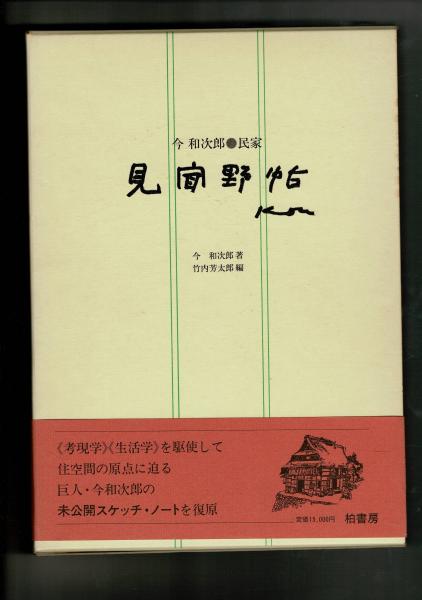 今 和次郎●民家
見聞野帖
Kon
今 和次郎 著
竹内芳太郎 編
《考現学》《生活学》を駆使して
住空間の原点に迫る
巨人・今和次郎の
未公開スケッチ・ノートを復原
定価15,000円 柏書房